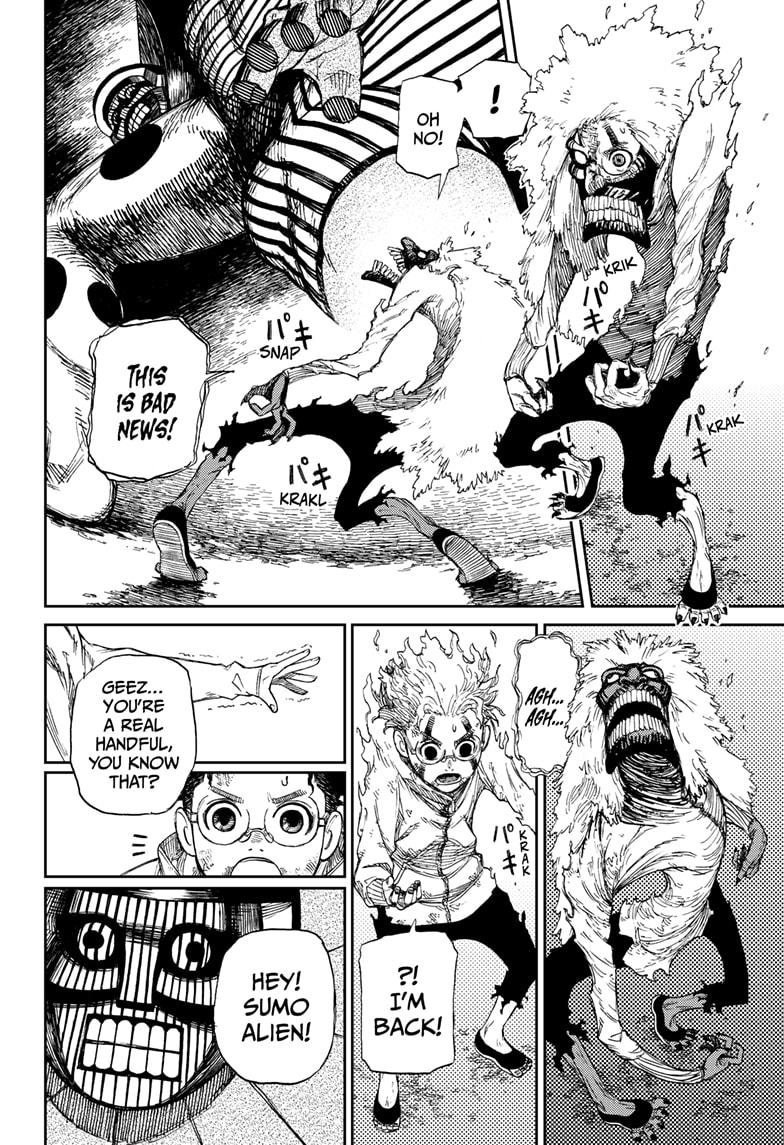 !
OH
NO!
KRIK
パキ
パキ
KRAK
パキ
SNAP
THIS
IS BAD
NEWS!
パキ
KRAKL
AGH...
AGH...
KRAK
パキ
?!
I'M
BACK!
GEEZ...
YOU'RE
A REAL
HANDFUL,
YOU KNOW
THAT?
HEY!
SUMO
ALIEN!